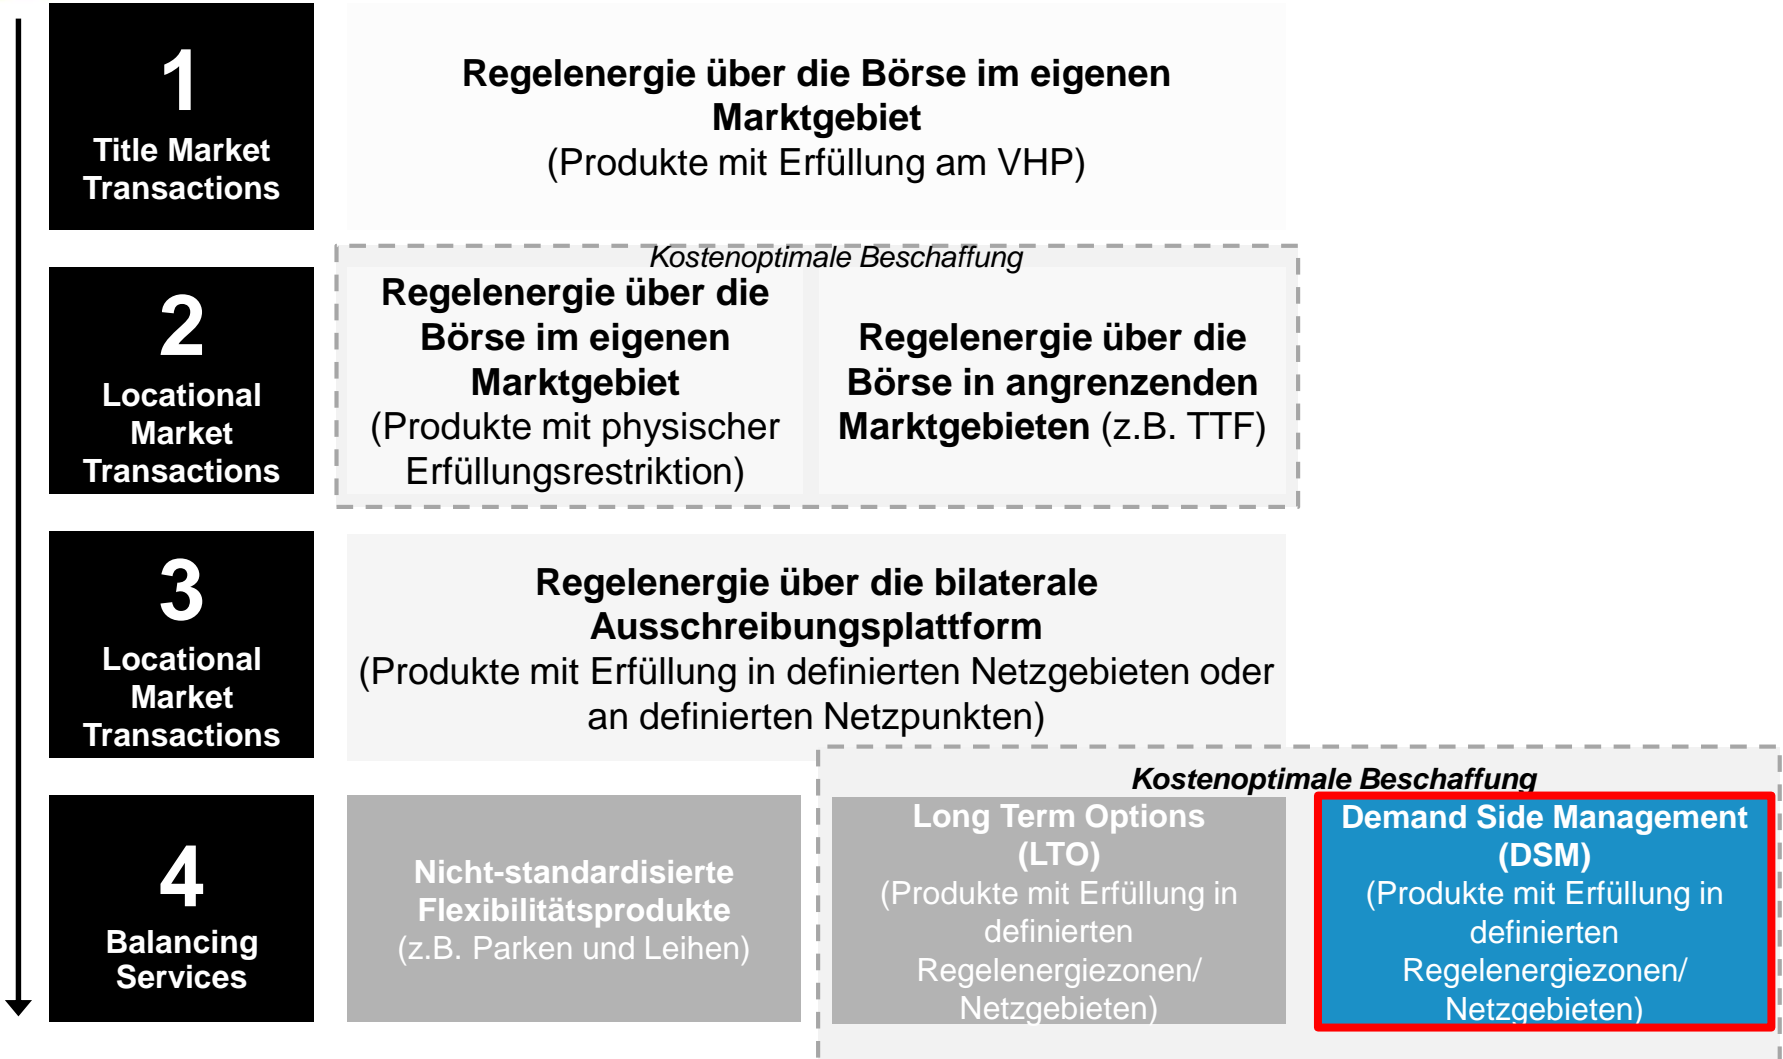 1
Title Market
Transactions
Regelenergie über die Börse im eigenen
Marktgebiet
(Produkte mit Erfüllung am VHP)
Kostenoptimale Beschaffung
2
Locational
Market
Transactions
Regelenergie über die
Börse im eigenen
Marktgebiet
(Produkte mit physischer
Erfüllungsrestriktion)
Regelenergie über die
Börse in angrenzenden
Marktgebieten (z.B. TTF)
3
Locational
Market
Transactions
Regelenergie über die bilaterale
Ausschreibungsplattform
(Produkte mit Erfüllung in definierten Netzgebieten oder
an definierten Netzpunkten)
Kostenoptimale Beschaffung
4
Balancing
Services
Nicht-standardisierte
Flexibilitätsprodukte
(z.B. Parken und Leihen)
Long Term Options
(LTO)
(Produkte mit Erfüllung in
definierten
Regelenergiezonen/
Netzgebieten)
Demand Side Management
(DSM)
(Produkte mit Erfüllung in
definierten
Regelenergiezonen/
Netzgebieten)